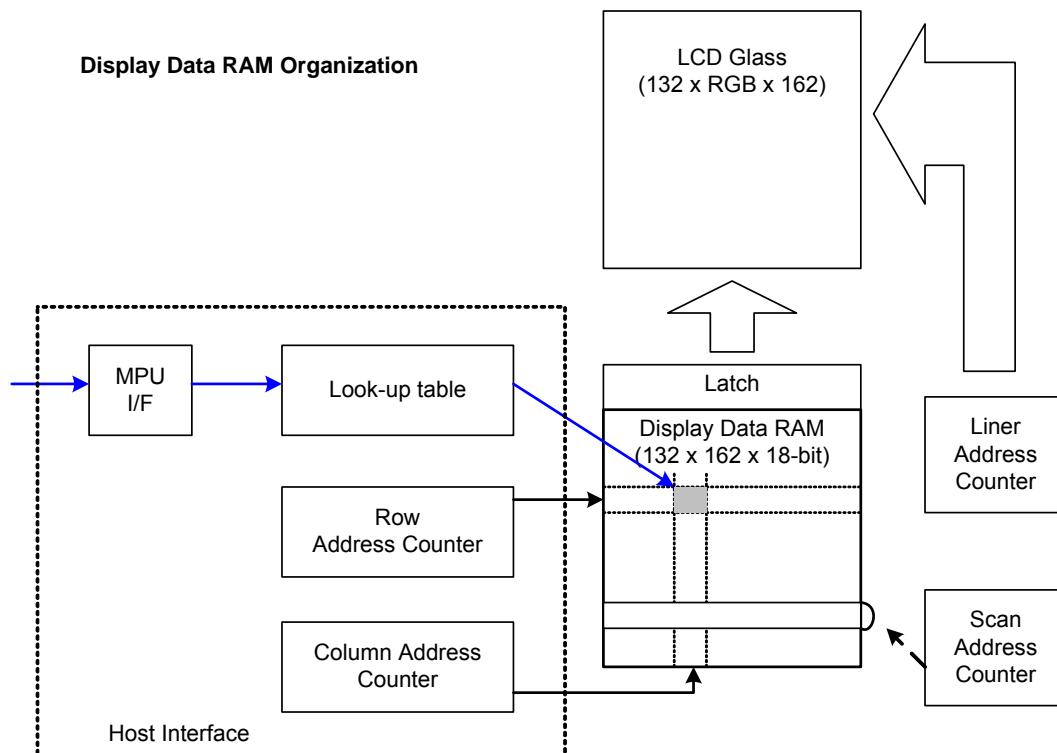 Display Data RAM Organization
LCD Glass
(132 x RGB x 162)
MPU
I/F
Look-up table
Latch
Display Data RAM
(132 x 162 x 18-bit)
Liner
Address
Counter
Row
Address Counter
Column Address
Counter
Scan
Address
Counter
Host Interface